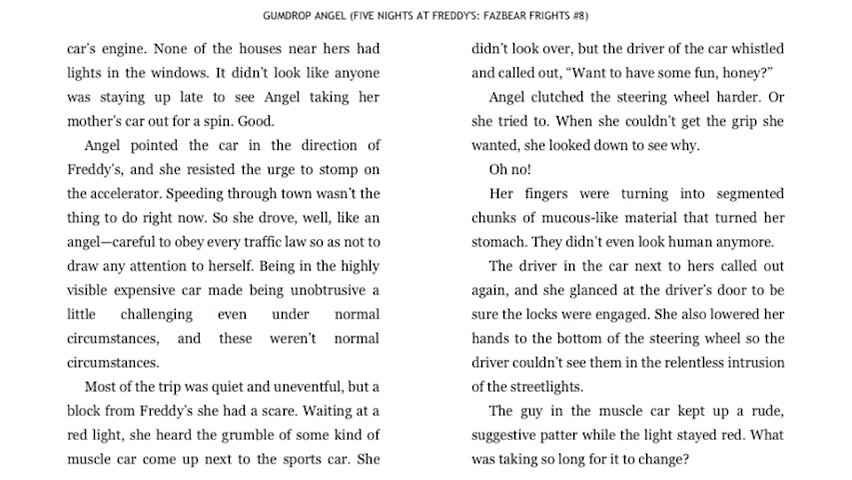 GUMDROP ANGEL (FIVE NIGHTS AT FREDDY'S: FAZBEAR FRIGHTS #8)
car's engine. None of the houses near hers had
lights in the windows. It didn't look like anyone
was staying up late to see Angel taking her
mother's car out for a spin. Good.
Angel pointed the car in the direction of
Freddy's, and she resisted the urge to stomp on
the accelerator. Speeding through town wasn't the
thing to do right now. So she drove, well, like an
angel—careful to obey every traffic law so as not to
draw any attention to herself. Being in the highly
visible expensive car made being unobtrusive a
little challenging even under normal
circumstances, and these weren't normal
circumstances.
Most of the trip was quiet and uneventful, but a
block from Freddy's she had a scare. Waiting at a
red light, she heard the grumble of some kind of
muscle car come up next to the sports car. She
didn't look over, but the driver of the car whistled
and called out, “Want to have some fun, honey?”
Angel clutched the steering wheel harder. Or
she tried to. When she couldn't get the grip she
wanted, she looked down to see why.
Oh no!
Her fingers were turning into segmented
chunks of mucous-like material that turned her
stomach. They didn't even look human anymore.
The driver in the car next to hers called out
again, and she glanced at the driver's door to be
sure the locks were engaged. She also lowered her
hands to the bottom of the steering wheel so the
driver couldn't see them in the relentless intrusion
of the streetlights.
The guy in the muscle car kept up a rude,
suggestive patter while the light stayed red. What
was taking so long for it to change?